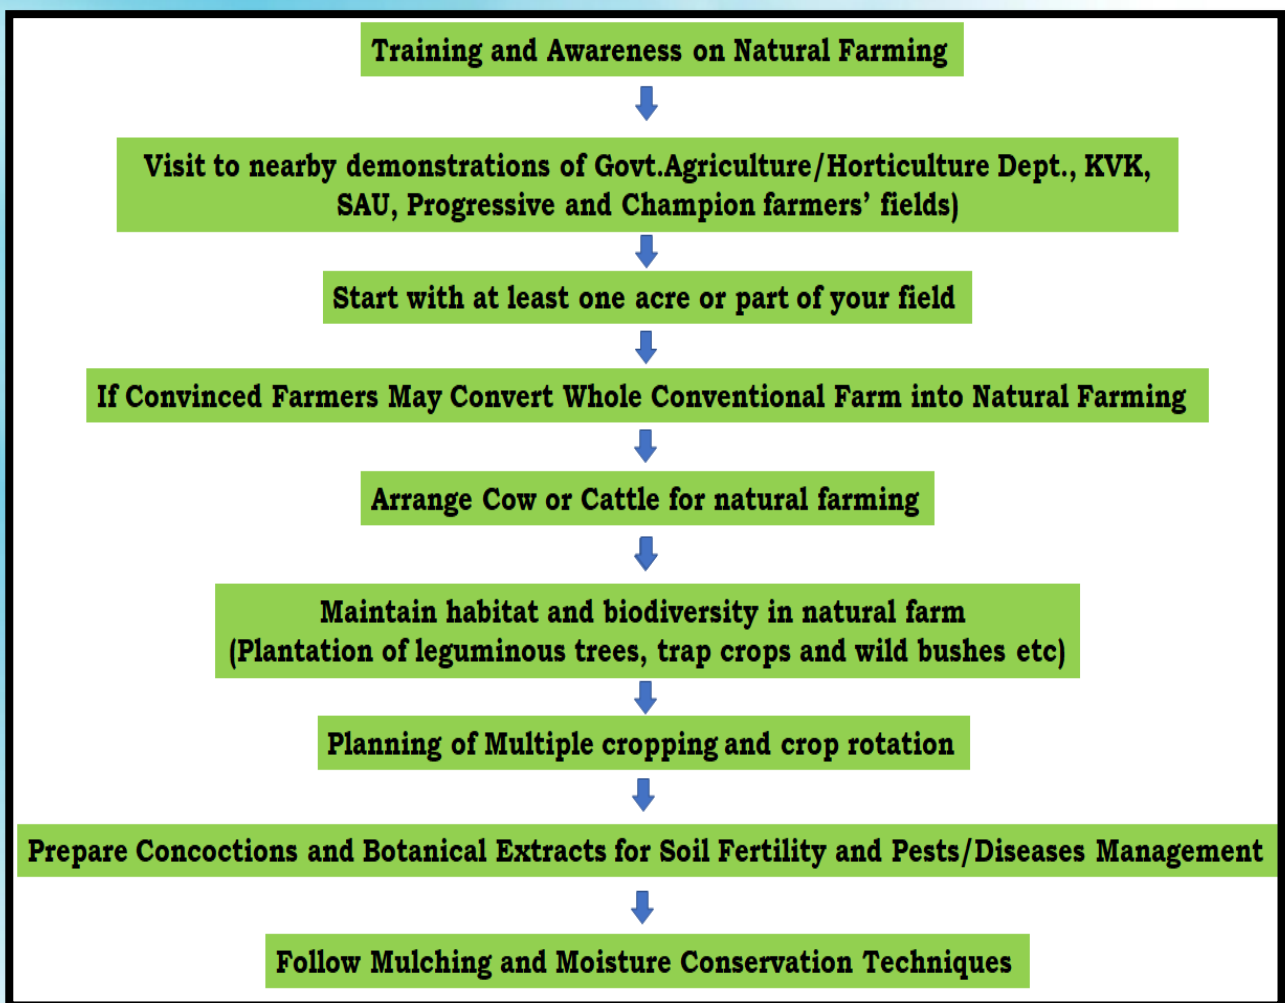 Training and Awareness on Natural Farming
Visit to nearby demonstrations of Govt.Agriculture/Horticulture Dept., KVK,
SAU, Progressive and Champion farmers’ fields)
Start with at least one acre or part of your field
If Convinced Farmers May Convert Whole Conventional Farm into Natural Farming
Arrange Cow or Cattle for natural farming
Maintain habitat and biodiversity in natural farm
(Plantation of leguminous trees, trap crops and wild bushes etc)
Planning of Multiple cropping and crop rotation
Prepare Concoctions and Botanical Extracts for Soil Fertility and Pests/Diseases Management
Follow Mulching and Moisture Conservation Techniques